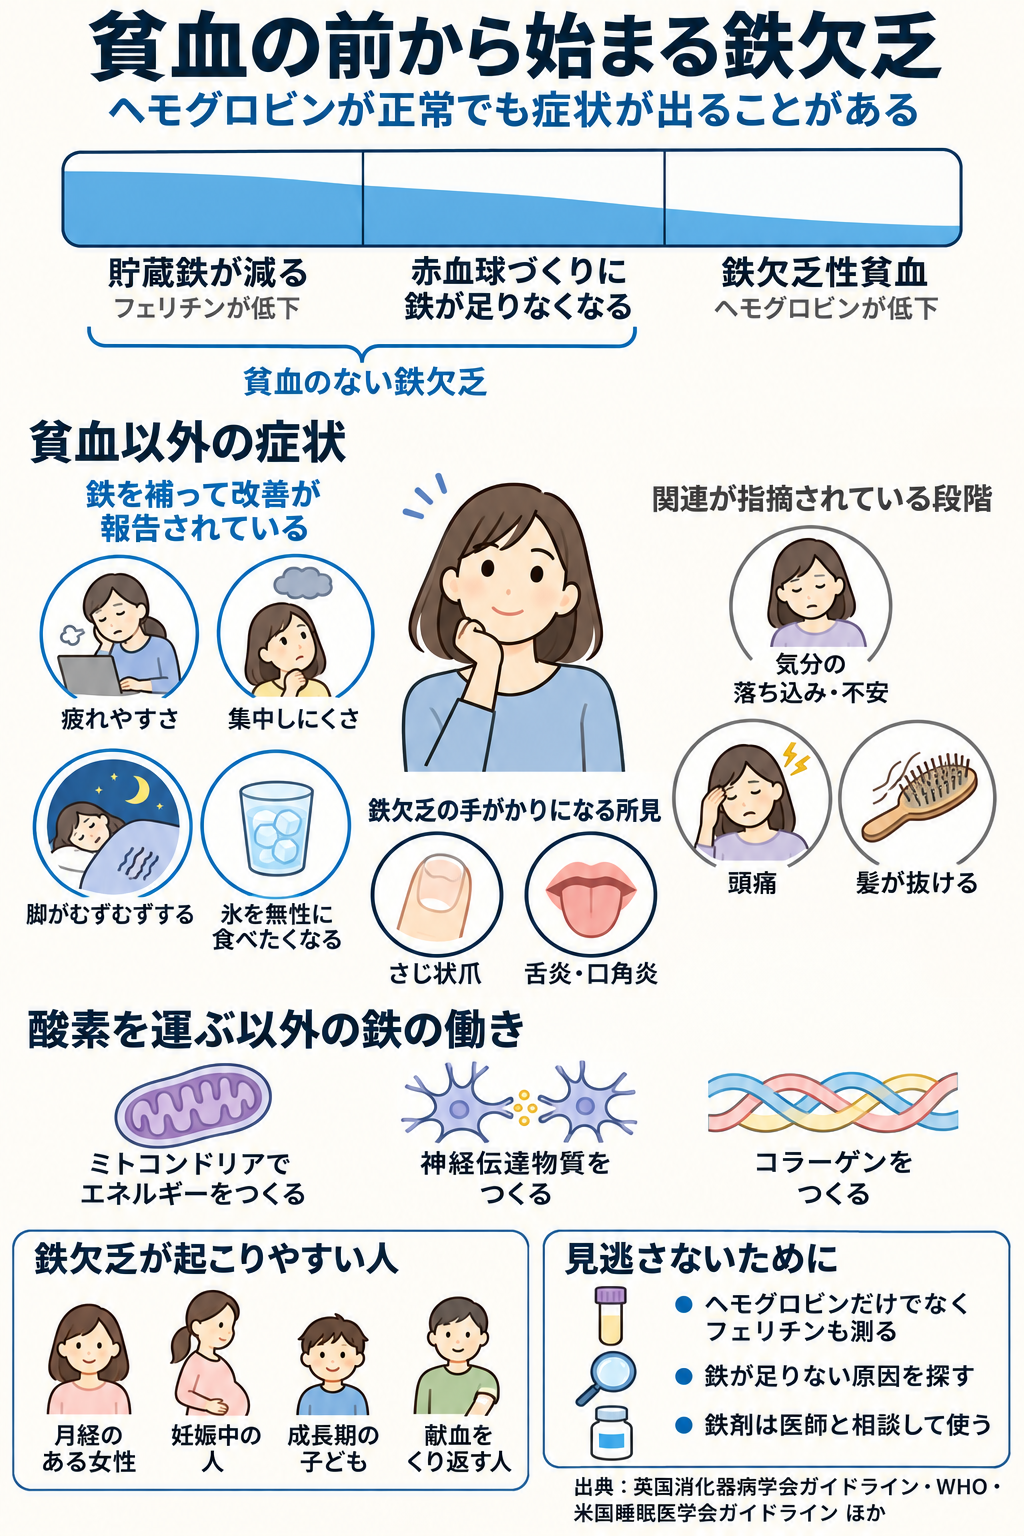 貧血の前から始まる鉄欠乏
ヘモグロビンが正常でも症状が出ることがある
貯蔵鉄が減る
フェリチンが低下
赤血球づくりに
鉄が足りなくなる
鉄欠乏性貧血
ヘモグロビンが低下
貧血のない鉄欠乏
貧血以外の症状
鉄を補って改善が
報告されている
疲れやすさ
集中しにくさ
脚がむずむずする
氷を無性に
食べたくなる
鉄欠乏の手がかりになる所見
さじ状爪
舌炎・口角炎
関連が指摘されている段階
気分の
落ち込み・不安
頭痛
髪が抜ける
酸素を運ぶ以外の鉄の働き
ミトコンドリアで
エネルギーをつくる
神経伝達物質を
つくる
コラーゲンを
つくる
鉄欠乏が起こりやすい人
月経の
ある女性
妊娠中の
人
成長期の
子ども
献血を
くり返す人
見逃さないために
● ヘモグロビンだけでなく
フェリチンも測る
● 鉄が足りない原因を探す
● 鉄剤は医師と相談して使う
出典：英国消化器病学会ガイドライン・WHO・
米国睡眠医学会ガイドライン ほか